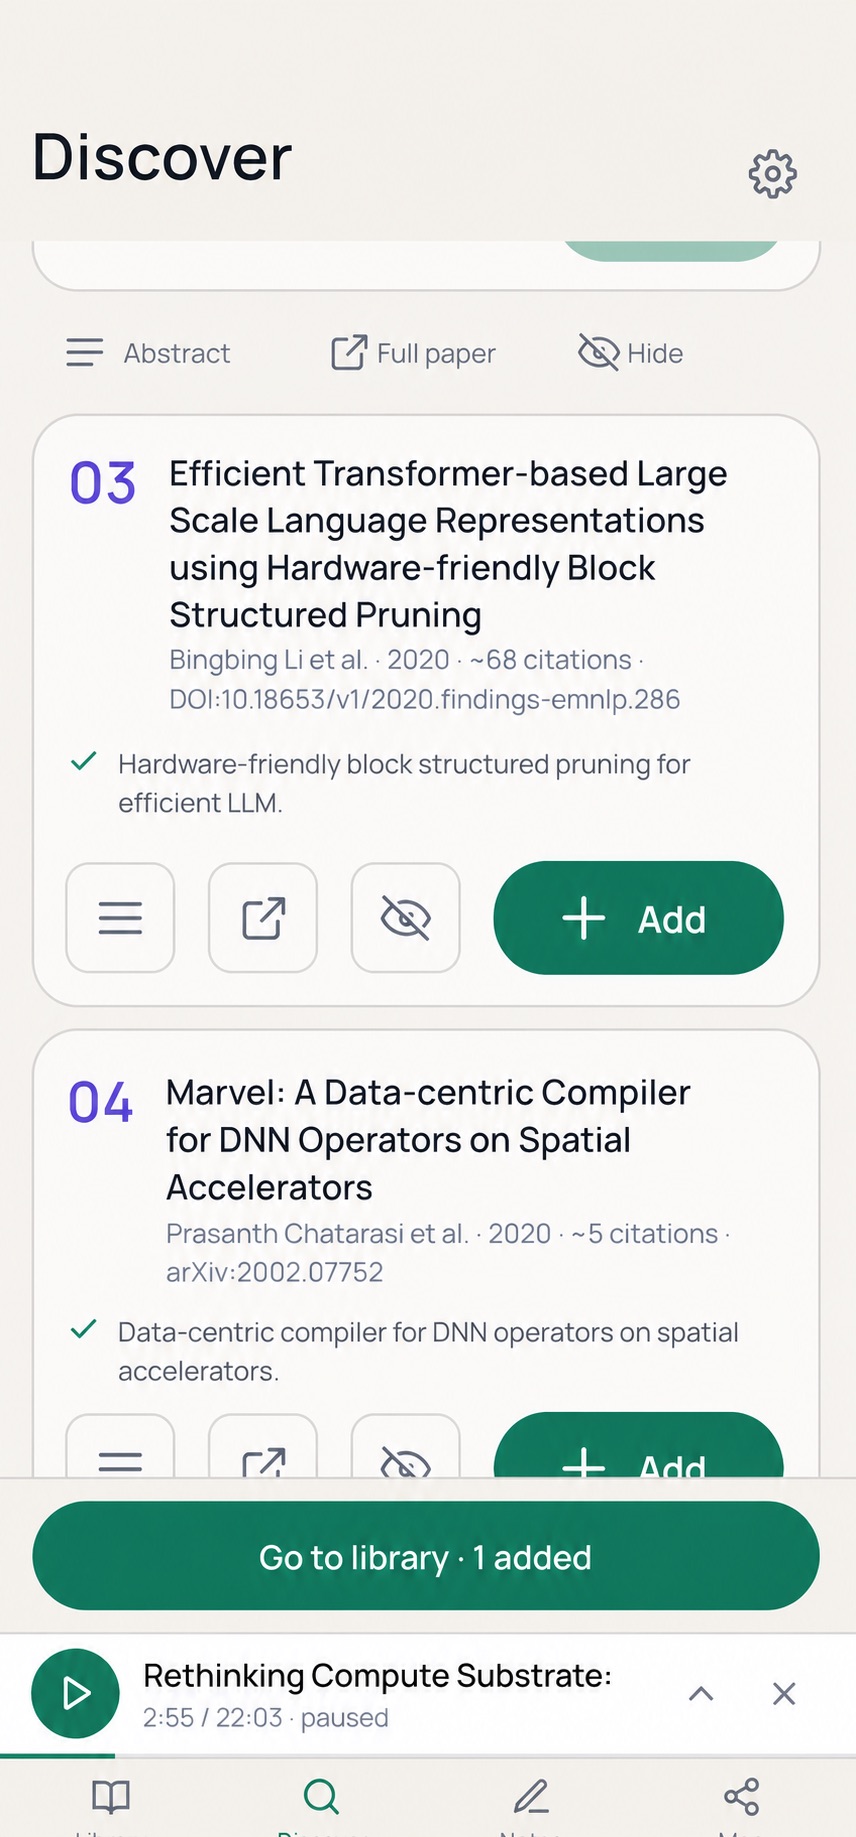 Discover
Abstract
Full paper
Hide
03
Efficient Transformer-based Large
Scale Language Representations
using Hardware-friendly Block
Structured Pruning
Bingbing Li et al. · 2020 · ~68 citations ·
DOI:10.18653/v1/2020.findings-emnlp.286
Hardware-friendly block structured pruning for
efficient LLM.
Add
04
Marvel: A Data-centric Compiler
for DNN Operators on Spatial
Accelerators
Prasanth Chatarasi et al. · 2020 · ~5 citations ·
arXiv:2002.07752
Data-centric compiler for DNN operators on spatial
accelerators.
Add
Go to library · 1 added
Rethinking Compute Substrate:
2:55 / 22:03 · paused